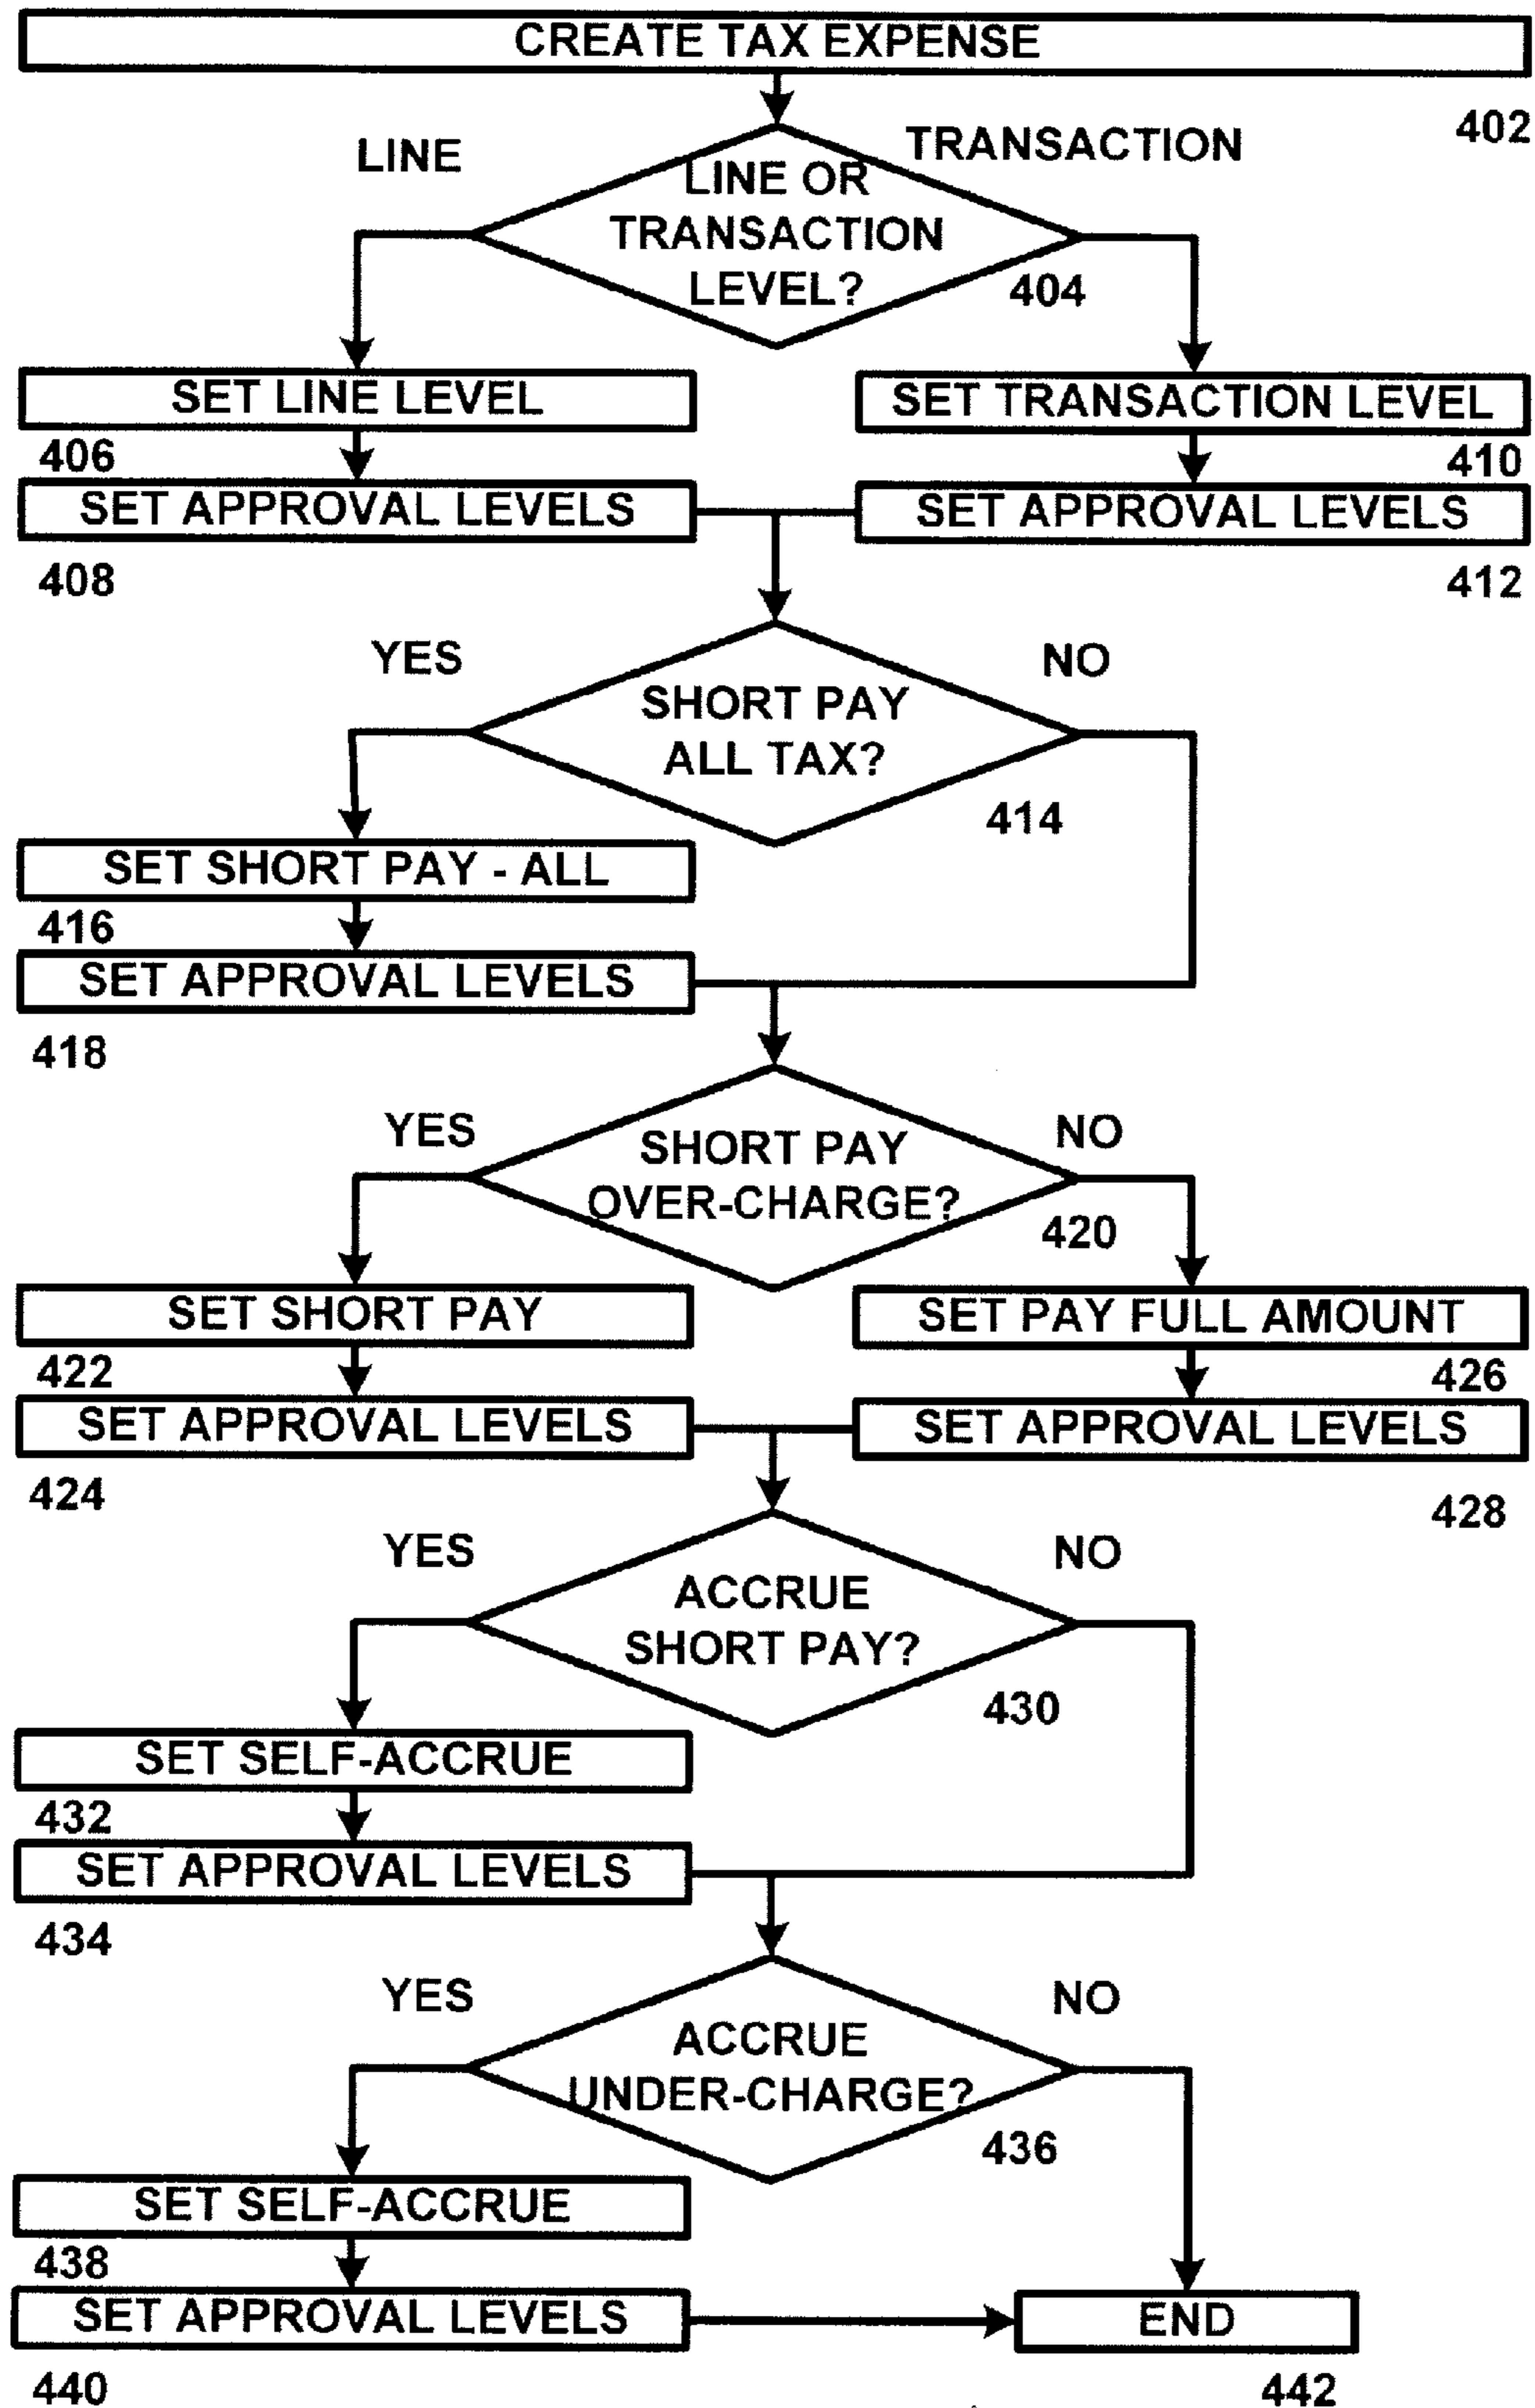 CREATE TAX EXPENSE
402
LINE
TRANSACTION
LINE OR
TRANSACTION
LEVEL?
404
SET LINE LEVEL
SET TRANSACTION LEVEL
406
410
SET APPROVAL LEVELS
SET APPROVAL LEVELS
408
412
YES
NO
SHORT PAY
ALL TAX?
414
SET SHORT PAY - ALL
416
SET APPROVAL LEVELS
418
YES
NO
SHORT PAY
OVER-CHARGE?
420
SET SHORT PAY
SET PAY FULL AMOUNT
422
426
SET APPROVAL LEVELS
SET APPROVAL LEVELS
424
428
YES
NO
ACCRUE
SHORT PAY?
430
SET SELF-ACCRUE
432
SET APPROVAL LEVELS
434
YES
NO
ACCRUE
UNDER-CHARGE?
436
SET SELF-ACCRUE
438
SET APPROVAL LEVELS
END
440
442